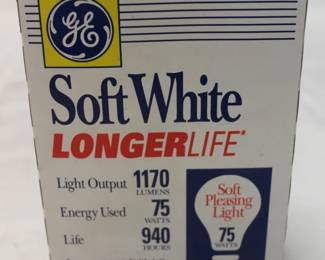 GE
Soft White
LONGERLIFE*
Light Output 1170
LUMENS
Energy Used 75
WATTS
Life 940
HOURS
Soft
Pleasing
Light
75
WATTS